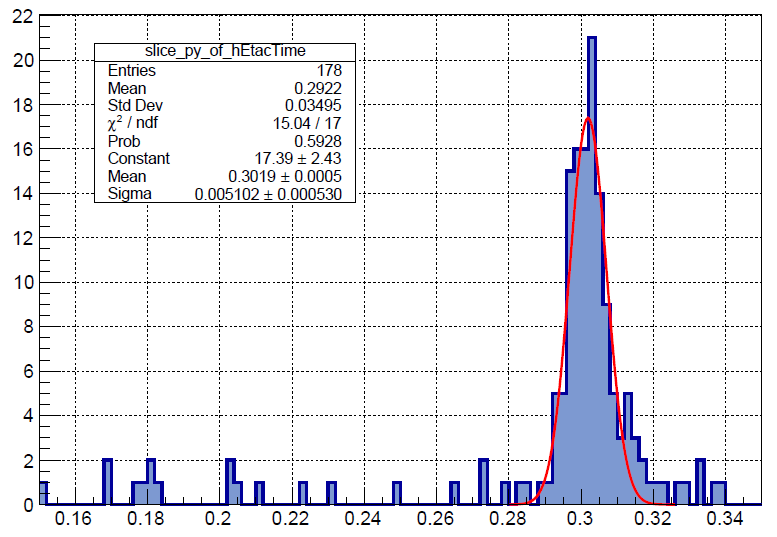 slice_py_of_hEtacTime
Entries 178
Mean 0.2922
Std Dev 0.03495
χ² / ndf 15.04 / 17
Prob 0.5928
Constant 17.39 ± 2.43
Mean 0.3019 ± 0.0005
Sigma 0.005102 ± 0.000530
22
20
18
16
14
12
10
8
6
4
2
0
0.16 0.18 0.2 0.22 0.24 0.26 0.28 0.3 0.32 0.34